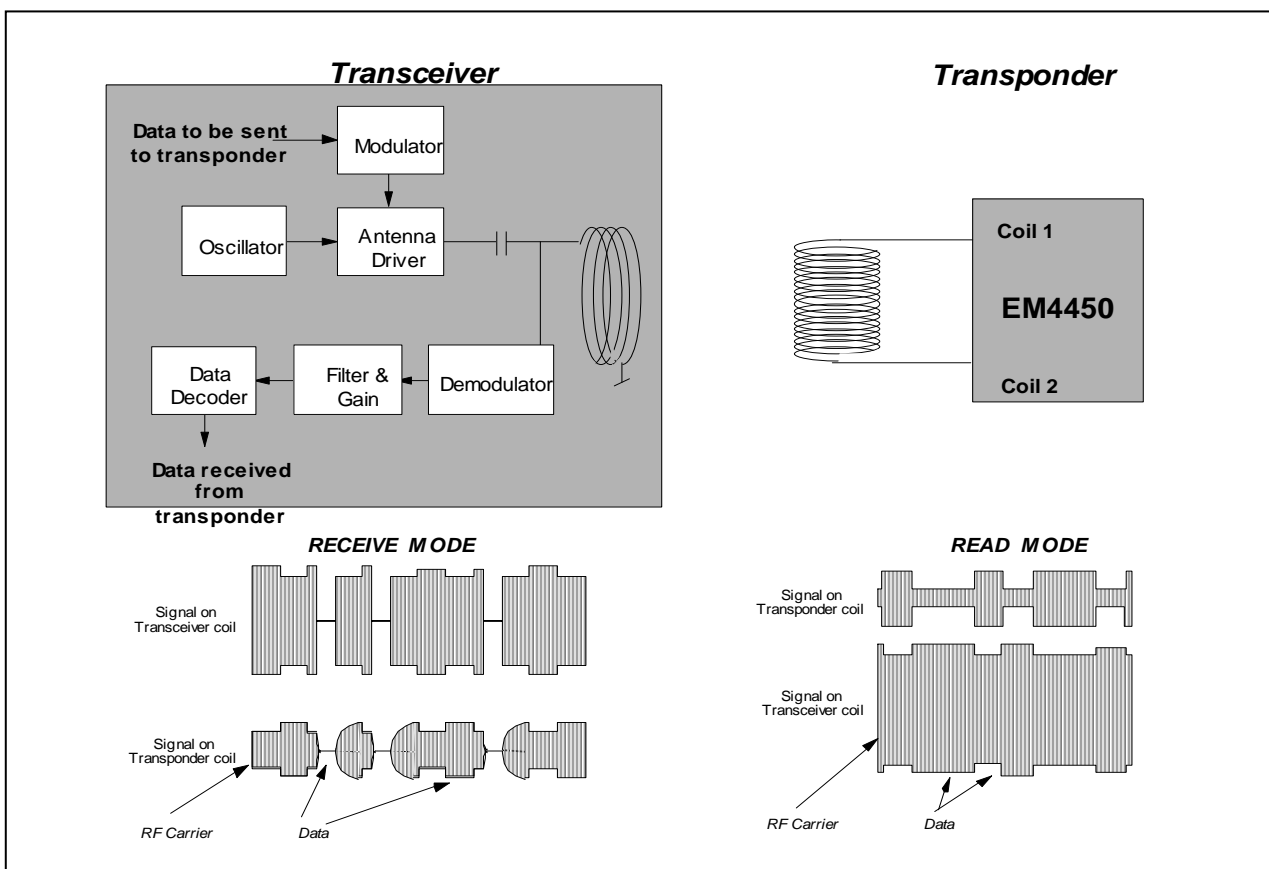 Transceiver
Transponder
Data to be sent
to transponder
Modulator
Oscillator
Antenna
Driver
Data
Decoder
Filter &
Gain
Demodulator
Data received
from
transponder
Coil 1
EM4450
Coil 2
RECEIVE MODE
Signal on
Transceiver coil
Signal on
Transponder coil
RF Carrier
Data
READ MODE
Signal on
Transponder coil
Signal on
Transceiver coil
RF Carrier
Data